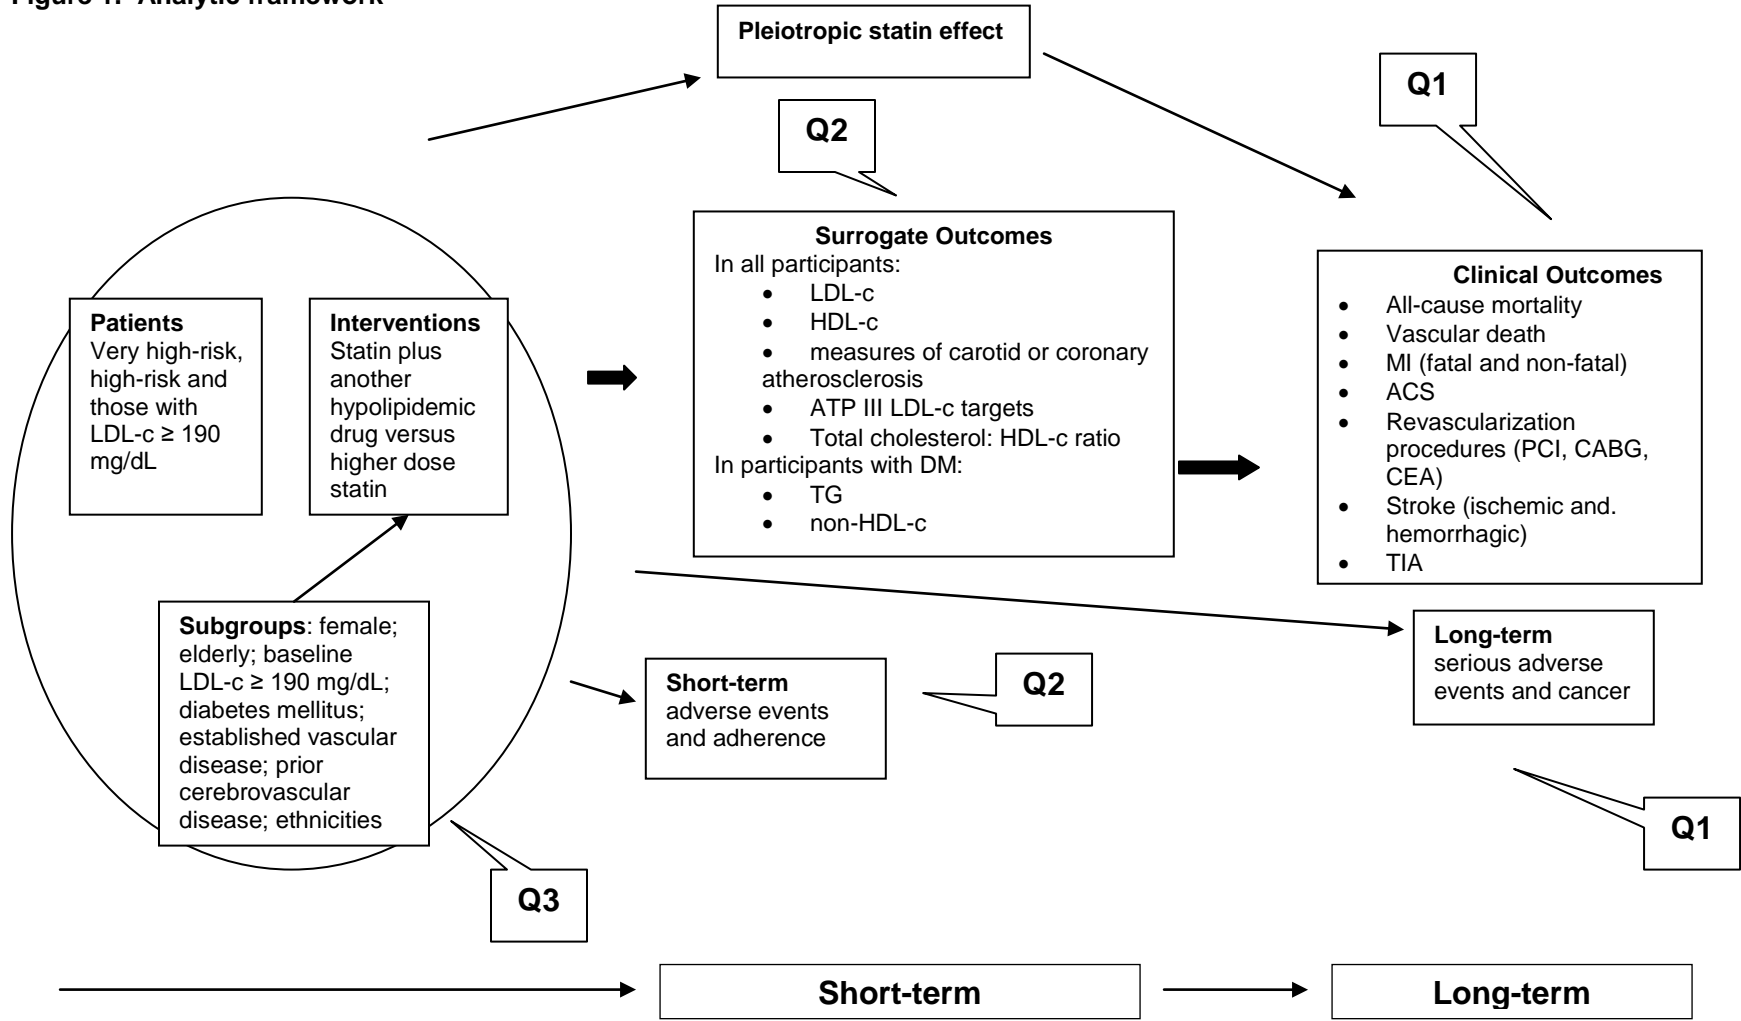 Figure 1. Analytic framework
Pleiotropic statin effect
Q1
Q2
Surrogate Outcomes
In all participants:
• LDL-c
• HDL-c
• measures of carotid or coronary
atherosclerosis
• ATP III LDL-c targets
• Total cholesterol: HDL-c ratio
In participants with DM:
• TG
• non-HDL-c
Clinical Outcomes
• All-cause mortality
• Vascular death
• MI (fatal and non-fatal)
• ACS
• Revascularization
procedures (PCI, CABG,
CEA)
• Stroke (ischemic and.
hemorrhagic)
• TIA
Patients
Very high-risk,
high-risk and
those with
LDL-c ≥ 190
mg/dL
Interventions
Statin plus
another
hypolipidemic
drug versus
higher dose
statin
Subgroups: female;
elderly; baseline
LDL-c ≥ 190 mg/dL;
diabetes mellitus;
established vascular
disease; prior
cerebrovascular
disease; ethnicities
Short-term
adverse events
and adherence
Q2
Long-term
serious adverse
events and cancer
Q1
Q3
Short-term
Long-term